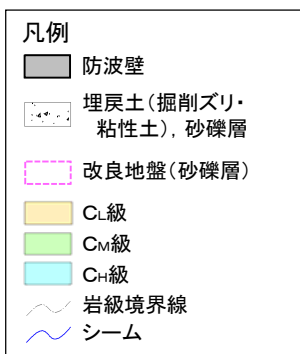 凡例
防波壁
埋戻土(掘削ズリ・
粘性土),砂礫層
改良地盤(砂礫層)
CL級
CM級
CH級
岩級境界線
シーム